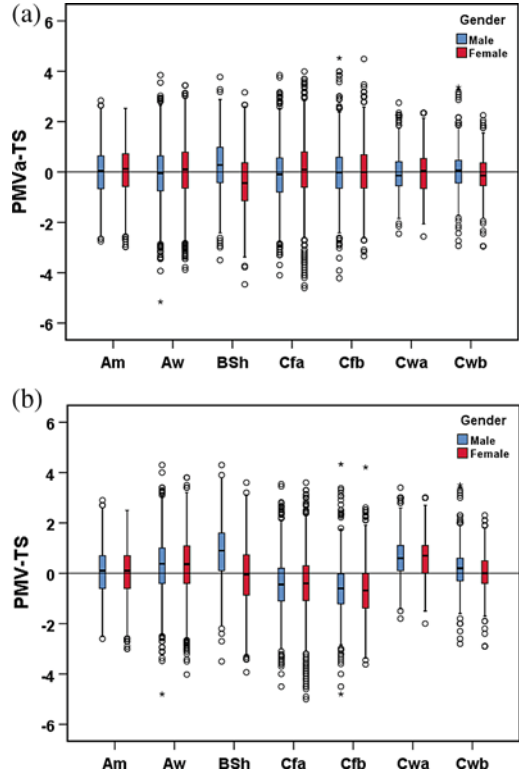 (a)
Gender
Male
Female
PMVa-TS
6
4
2
0
-2
-4
-6
Am Aw BSh Cfa Cfb Cwa Cwb
(b)
Gender
Male
Female
PMV-TS
6
4
2
0
-2
-4
-6
Am Aw BSh Cfa Cfb Cwa Cwb